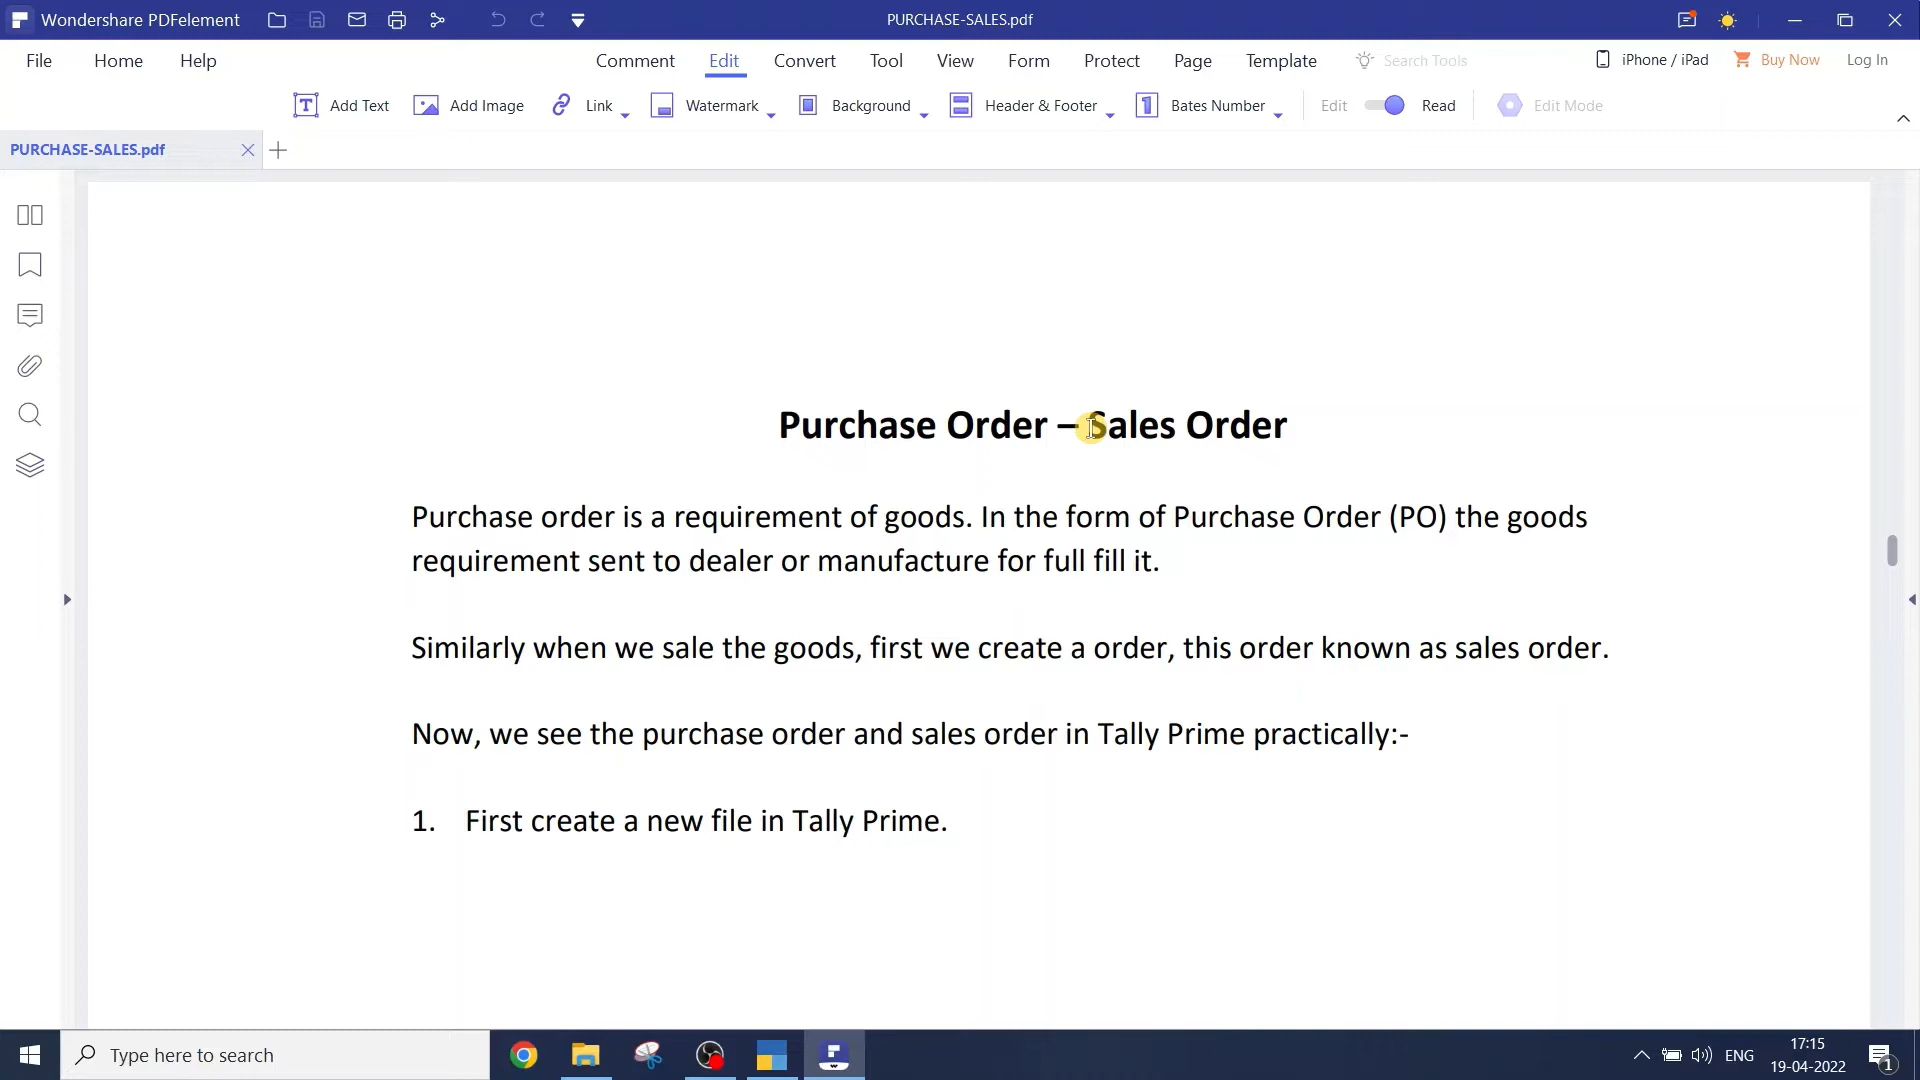 Wondershare PDFelement
PURCHASE-SALES.pdf
File Home Help Comment Edit Convert Tool View Form Protect Page Template Search Tools iPhone / iPad Buy Now Log In
Add Text Add Image Link Watermark Background Header & Footer Bates Number Edit Read Edit Mode
PURCHASE-SALES.pdf
Purchase Order – Sales Order
Purchase order is a requirement of goods. In the form of Purchase Order (PO) the goods
requirement sent to dealer or manufacture for full fill it.
Similarly when we sale the goods, first we create a order, this order known as sales order.
Now, we see the purchase order and sales order in Tally Prime practically:-
1. First create a new file in Tally Prime.
Type here to search
ENG
17:15
19-04-2022
1